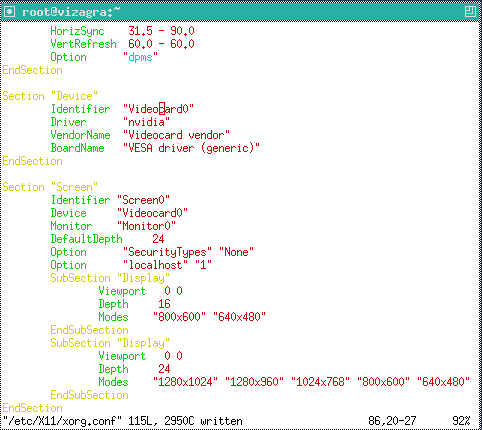 root@vizagra:~
HorizSync 31.5 - 90.0
VertRefresh 60.0 - 60.0
Option "dpms"
EndSection
Section "Device"
Identifier "Videocard0"
Driver "nvidia"
VendorName "Videocard vendor"
BoardName "VESA driver (generic)"
EndSection
Section "Screen"
Identifier "Screen0"
Device "Videocard0"
Monitor "Monitor0"
DefaultDepth 24
Option "SecurityTypes" "None"
Option "localhost" "1"
SubSection "Display"
Viewport 0 0
Depth 16
Modes "800x600" "640x480"
EndSubSection
SubSection "Display"
Viewport 0 0
Depth 24
Modes "1280x1024" "1280x960" "1024x768" "800x600" "640x480"
EndSubSection
EndSection
"/etc/X11/xorg.conf" 115L, 2950C written 86,20-27 92%